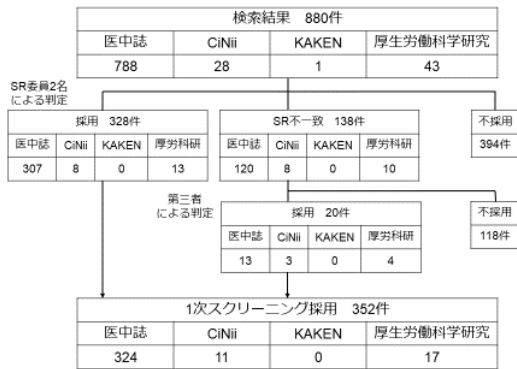 検索結果　880件
医中誌 CiNii KAKEN 厚生労働科学研究
788 28 1 43
SR委員2名
による判定
採用　328件
医中誌 CiNii KAKEN 厚労科研
307 8 0 13
SR不一致　138件
医中誌 CiNii KAKEN 厚労科研
120 8 0 10
不採用
394件
第三者
による判定
採用　20件
医中誌 CiNii KAKEN 厚労科研
13 3 0 4
不採用
118件
1次スクリーニング採用　352件
医中誌 CiNii KAKEN 厚生労働科学研究
324 11 0 17